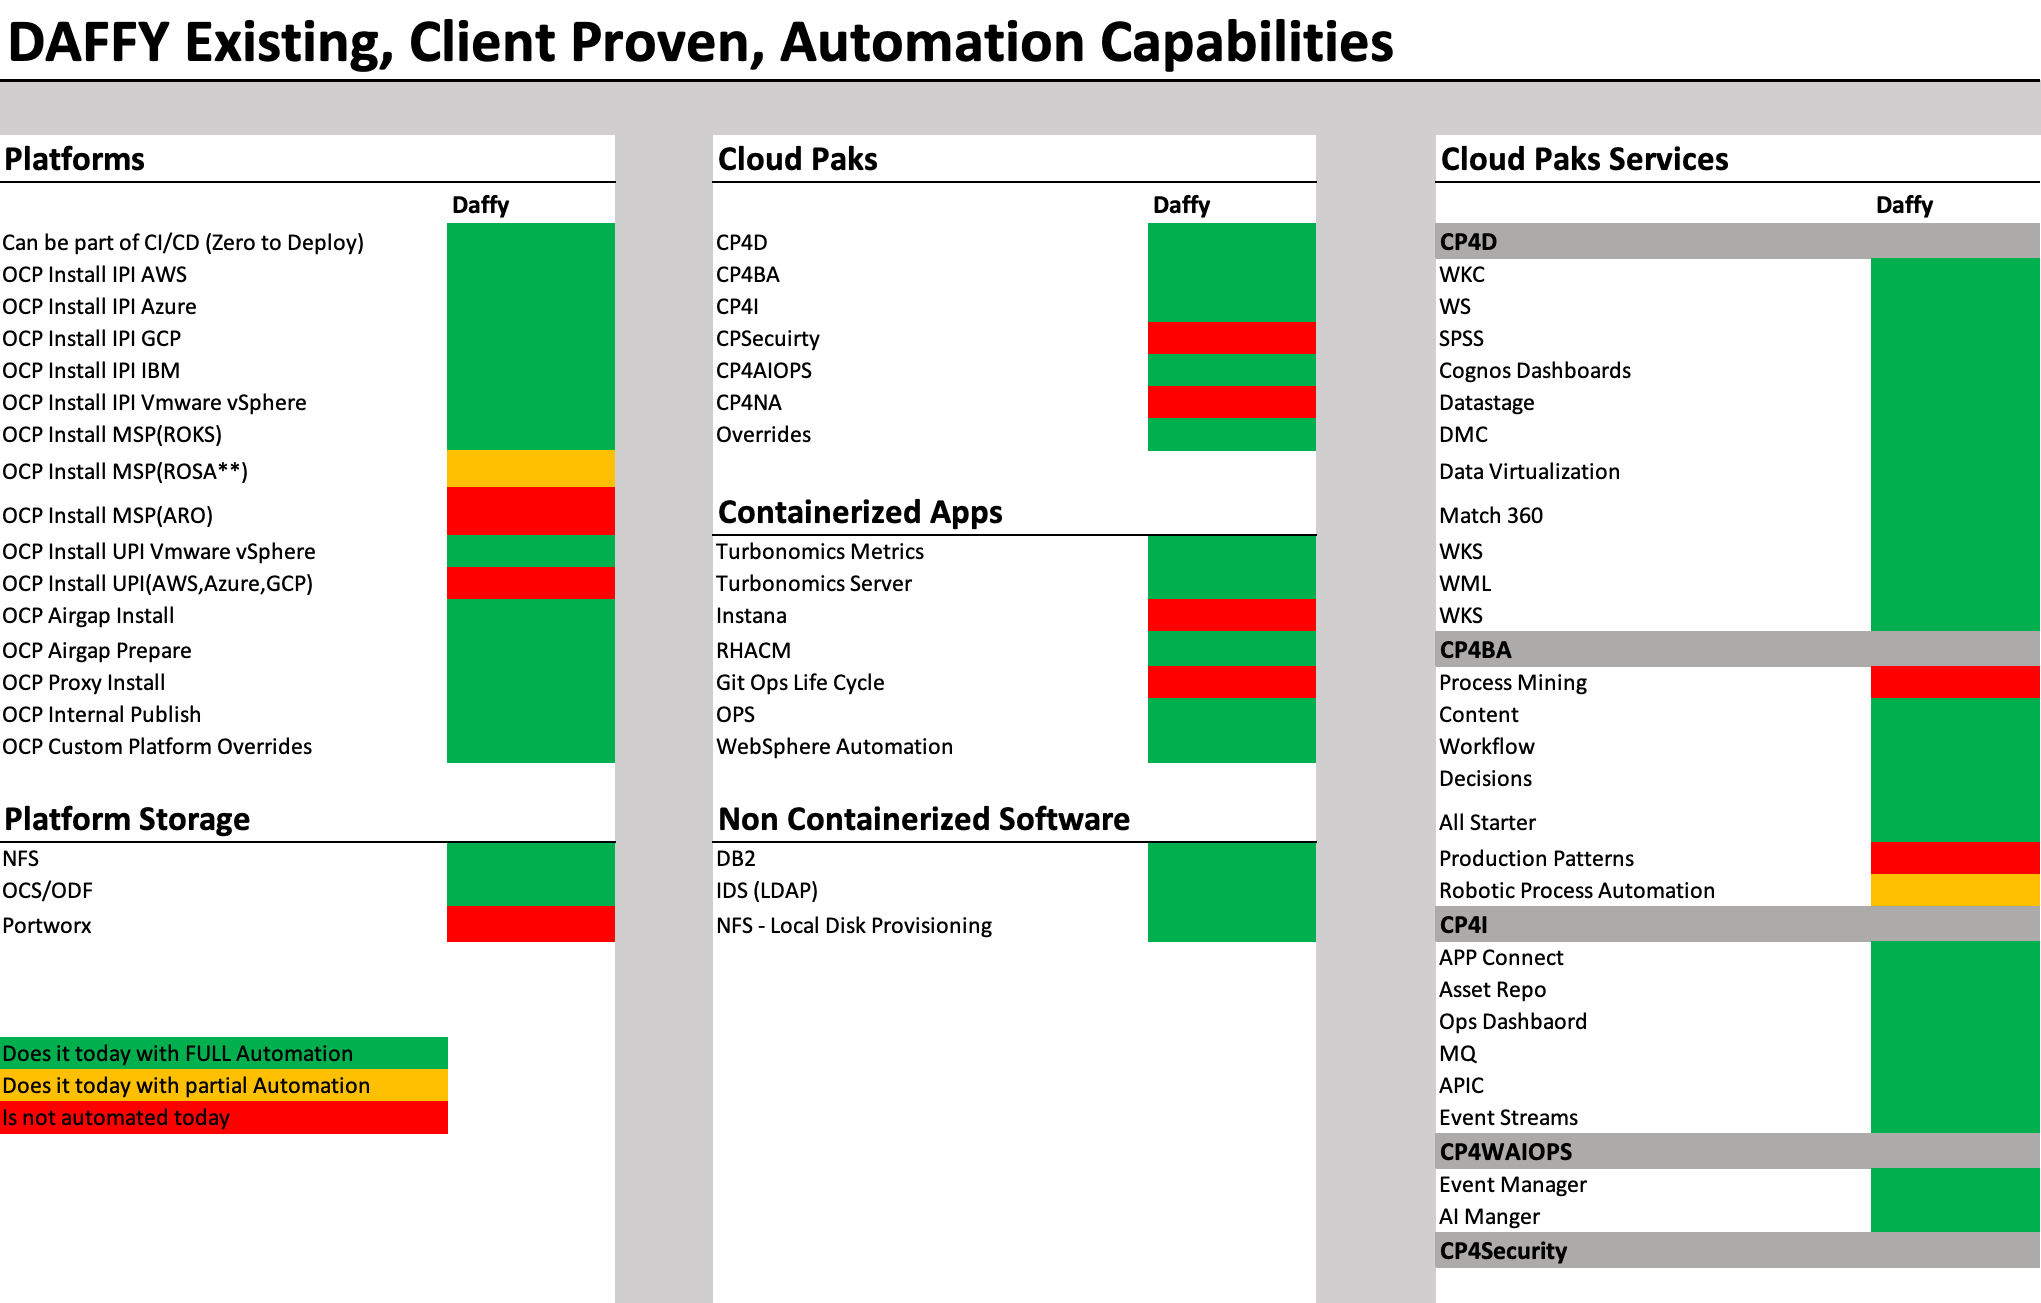 DAFFY Existing, Client Proven, Automation Capabilities
Platforms
Daffy
Can be part of CI/CD (Zero to Deploy)
OCP Install IPI AWS
OCP Install IPI Azure
OCP Install IPI GCP
OCP Install IPI IBM
OCP Install IPI Vmware vSphere
OCP Install MSP(ROKS)
OCP Install MSP(ROSA**)
OCP Install MSP(ARO)
OCP Install UPI Vmware vSphere
OCP Install UPI(AWS,Azure,GCP)
OCP Airgap Install
OCP Airgap Prepare
OCP Proxy Install
OCP Internal Publish
OCP Custom Platform Overrides
Platform Storage
NFS
OCS/ODF
Portworx
Does it today with FULL Automation
Does it today with partial Automation
Is not automated today
Cloud Paks
Daffy
CP4D
CP4BA
CP4I
CPSecuirty
CP4AIOPS
CP4NA
Overrides
Containerized Apps
Turbonomics Metrics
Turbonomics Server
Instana
RHACM
Git Ops Life Cycle
OPS
WebSphere Automation
Non Containerized Software
DB2
IDS (LDAP)
NFS - Local Disk Provisioning
Cloud Paks Services
Daffy
CP4D
WKC
WS
SPSS
Cognos Dashboards
Datastage
DMC
Data Virtualization
Match 360
WKS
WML
WKS
CP4BA
Process Mining
Content
Workflow
Decisions
All Starter
Production Patterns
Robotic Process Automation
CP4I
APP Connect
Asset Repo
Ops Dashbaord
MQ
APIC
Event Streams
CP4WAIOPS
Event Manager
AI Manger
CP4Security